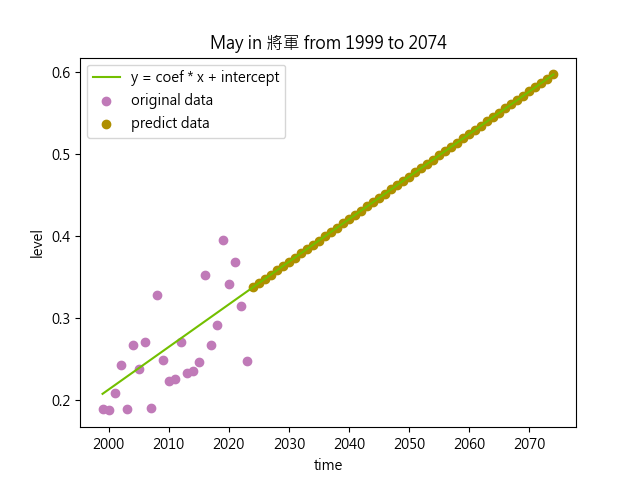 May in 將軍 from 1999 to 2074
y = coef * x + intercept
original data
predict data
level
0.6
0.5
0.4
0.3
0.2
2000 2010 2020 2030 2040 2050 2060 2070
time